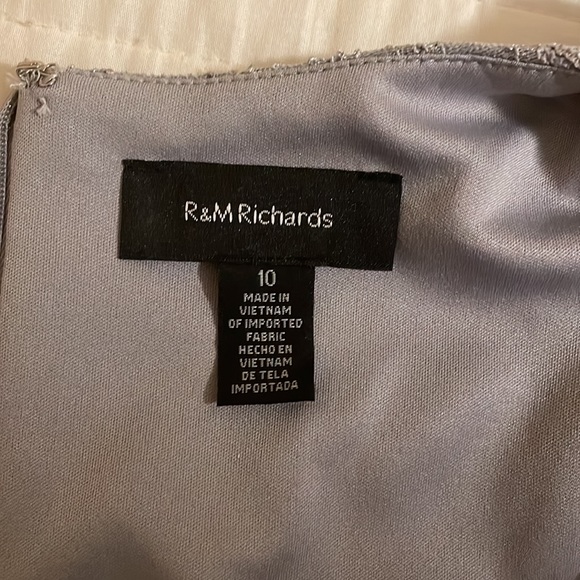 R&M Richards
10
MADE IN
VIETNAM
OF IMPORTED
FABRIC
HECHO EN
VIETNAM
DE TELA
IMPORTADA